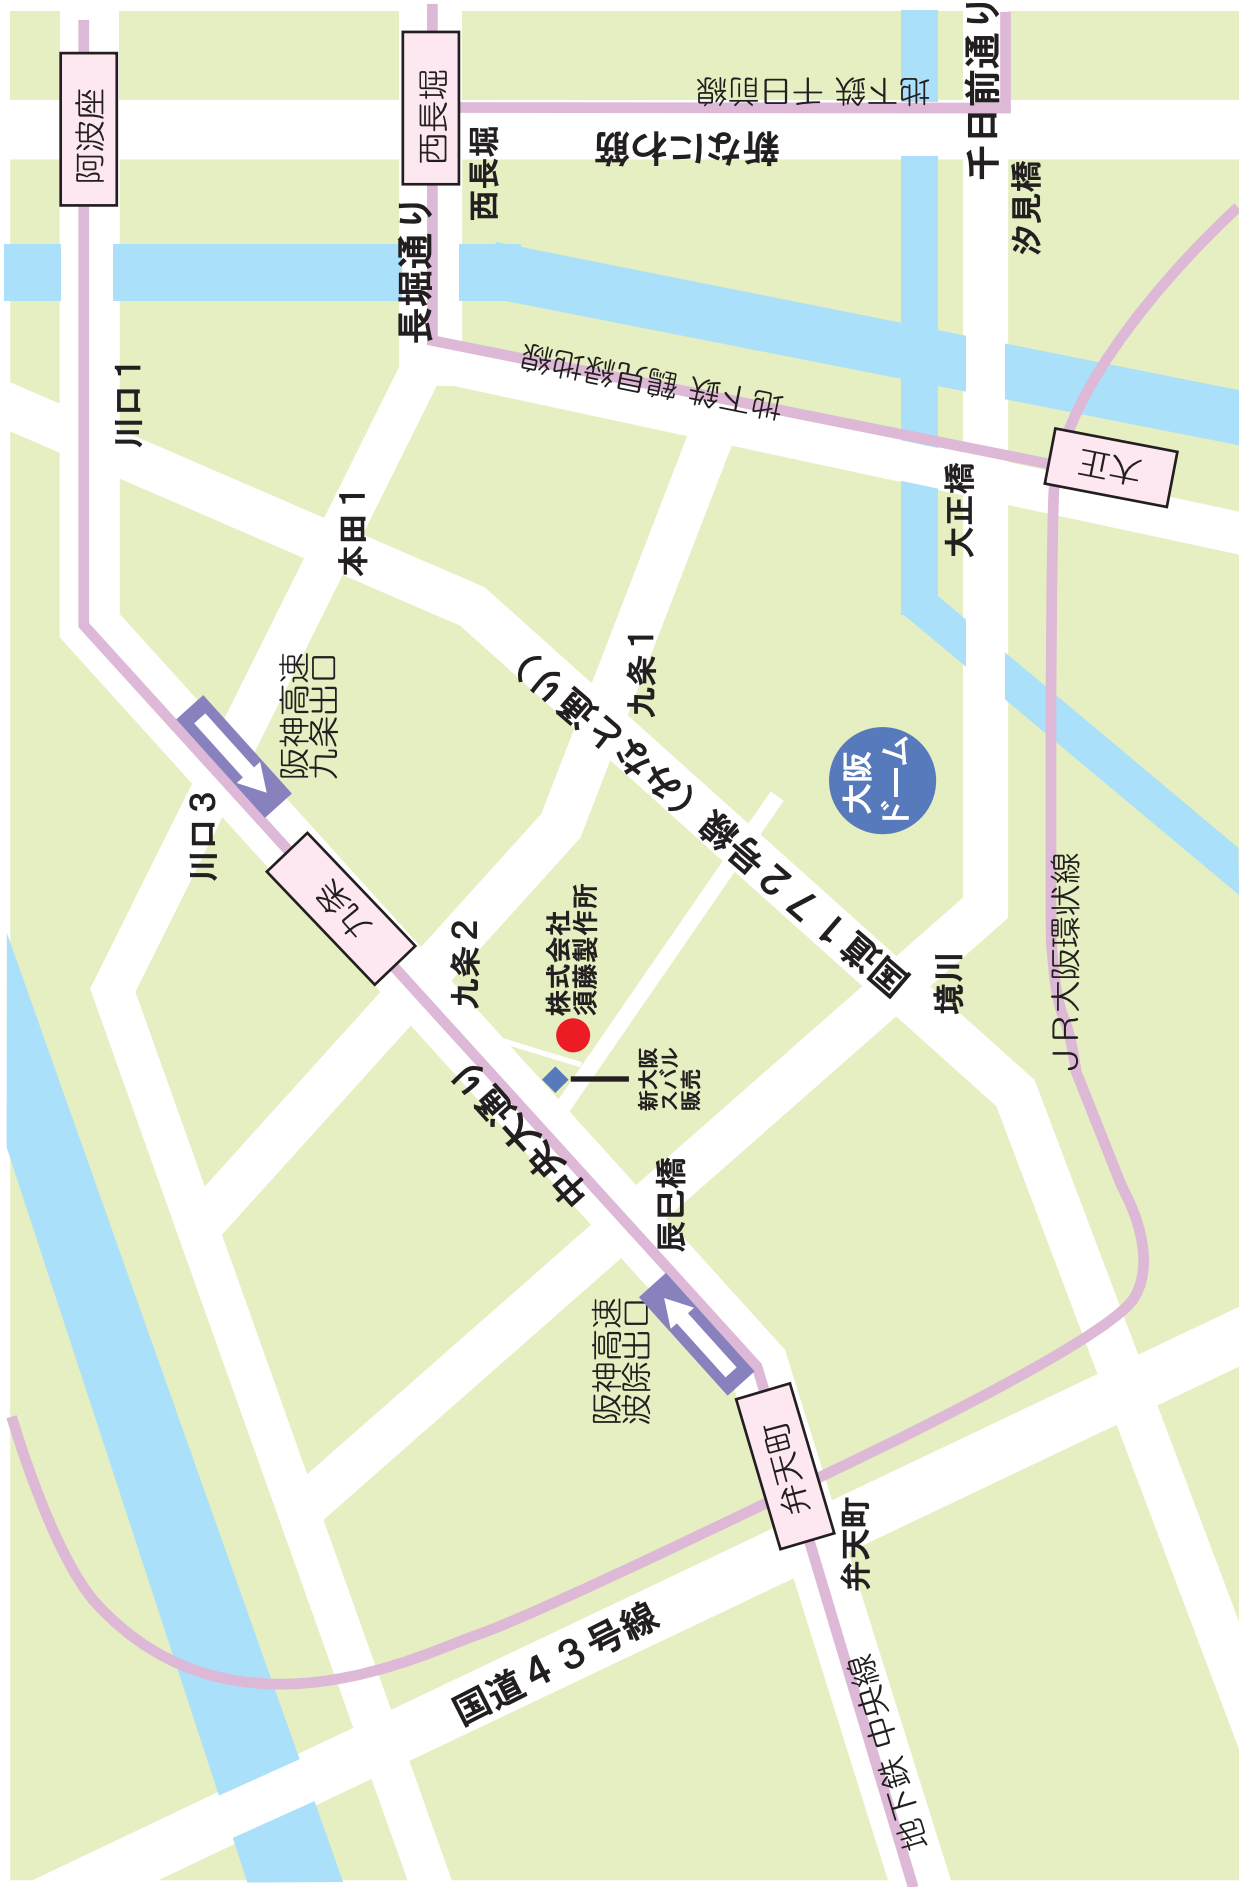 阿波座
西長堀
西長堀
長堀通り
地下鉄 千日前線
新なにわ筋
千日前通り
汐見橋
川口１
本田１
地下鉄 鶴見緑地線
大正
大正橋
阪神高速
九条出口
川口３
九条
九条１
九条２
国道１７２号線（みなと通り）
大阪
ドーム
株式会社
須藤製作所
新大阪
スバル
販売
境川
ＪＲ大阪環状線
中央大通り
辰巳橋
阪神高速
波除出口
弁天町
弁天町
国道４３号線
地下鉄 中央線